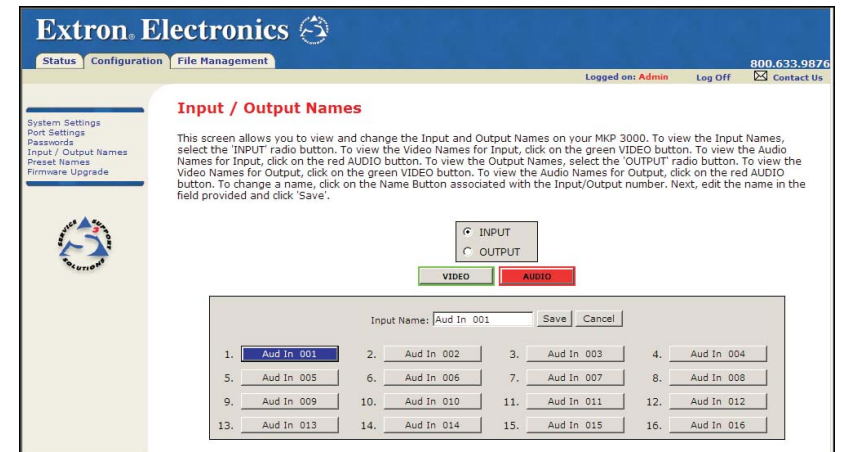 Extron® Electronics
Status Configuration File Management
800.633.9876
Logged on: Admin Log Off Contact Us
System Settings
Port Settings
Passwords
Input / Output Names
Preset Names
Firmware Upgrade
SERVICE SUPPORT SOLUTIONS
S3
Input / Output Names
This screen allows you to view and change the Input and Output Names on your MKP 3000. To view the Input Names,
select the 'INPUT' radio button. To view the Video Names for Input, click on the green VIDEO button. To view the Audio
Names for Input, click on the red AUDIO button. To view the Output Names, select the 'OUTPUT' radio button. To view the
Video Names for Output, click on the green VIDEO button. To view the Audio Names for Output, click on the red AUDIO
button. To change a name, click on the Name Button associated with the Input/Output number. Next, edit the name in the
field provided and click 'Save'.
INPUT
OUTPUT
VIDEO AUDIO
Input Name: Aud In 001 Save Cancel
1. Aud In 001 2. Aud In 002 3. Aud In 003 4. Aud In 004
5. Aud In 005 6. Aud In 006 7. Aud In 007 8. Aud In 008
9. Aud In 009 10. Aud In 010 11. Aud In 011 12. Aud In 012
13. Aud In 013 14. Aud In 014 15. Aud In 015 16. Aud In 016